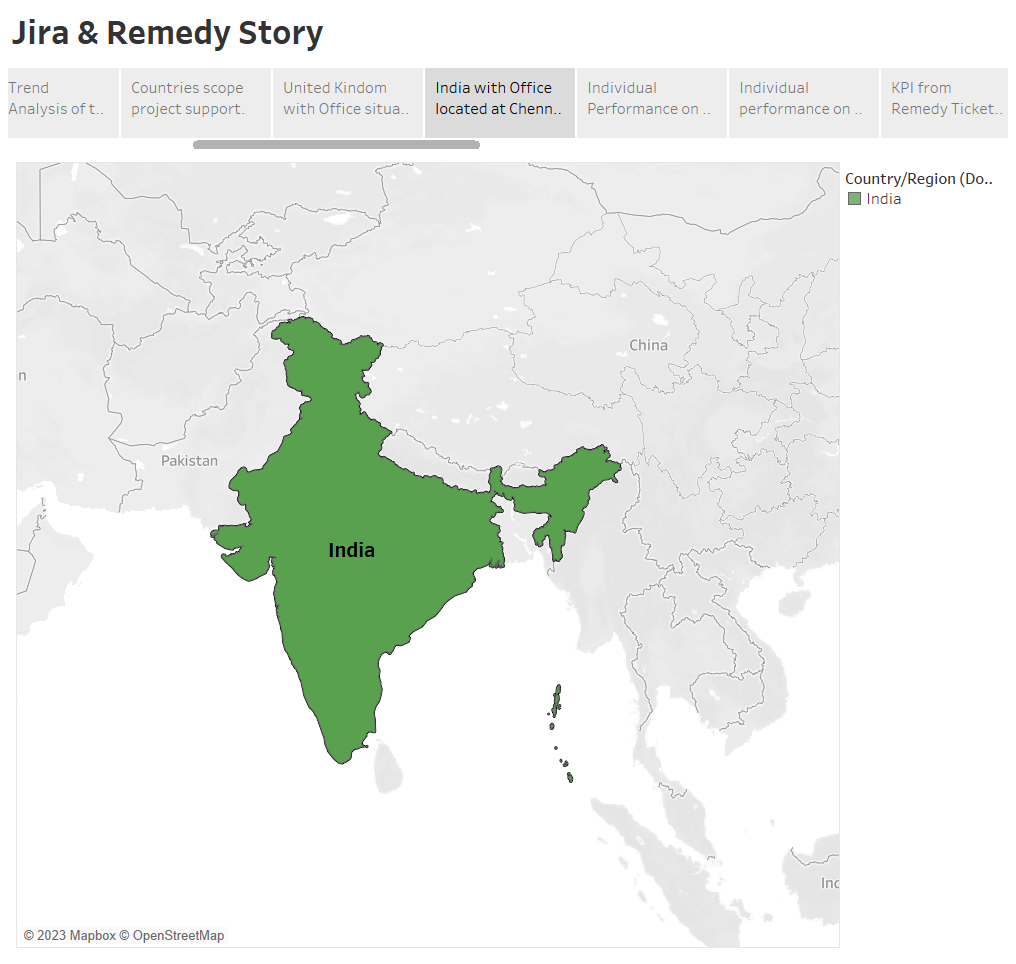 Jira & Remedy Story
Trend
Analysis of t..
Countries scope
project support.
United Kindom
with Office situa..
India with Office
located at Chenn..
Individual
Performance on ..
Individual
performance on ..
KPI from
Remedy Ticket..
Country/Region (Do..
India
China
n
Pakistan
India
Inc
© 2023 Mapbox © OpenStreetMap